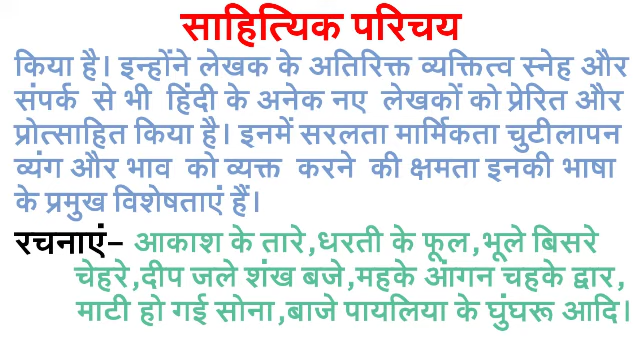 साहित्यिक परिचय
किया है। इन्होंने लेखक के अतिरिक्त व्यक्तित्व स्नेह और
संपर्क से भी हिंदी के अनेक नए लेखकों को प्रेरित और
प्रोत्साहित किया है। इनमें सरलता मार्मिकता चुटीलापन
व्यंग और भाव को व्यक्त करने की क्षमता इनकी भाषा
के प्रमुख विशेषताएं हैं।
रचनाएं– आकाश के तारे,धरती के फूल,भूले बिसरे
चेहरे,दीप जले शंख बजे,महके आंगन चहके द्वार,
माटी हो गई सोना,बाजे पायलिया के घुंघरू आदि।